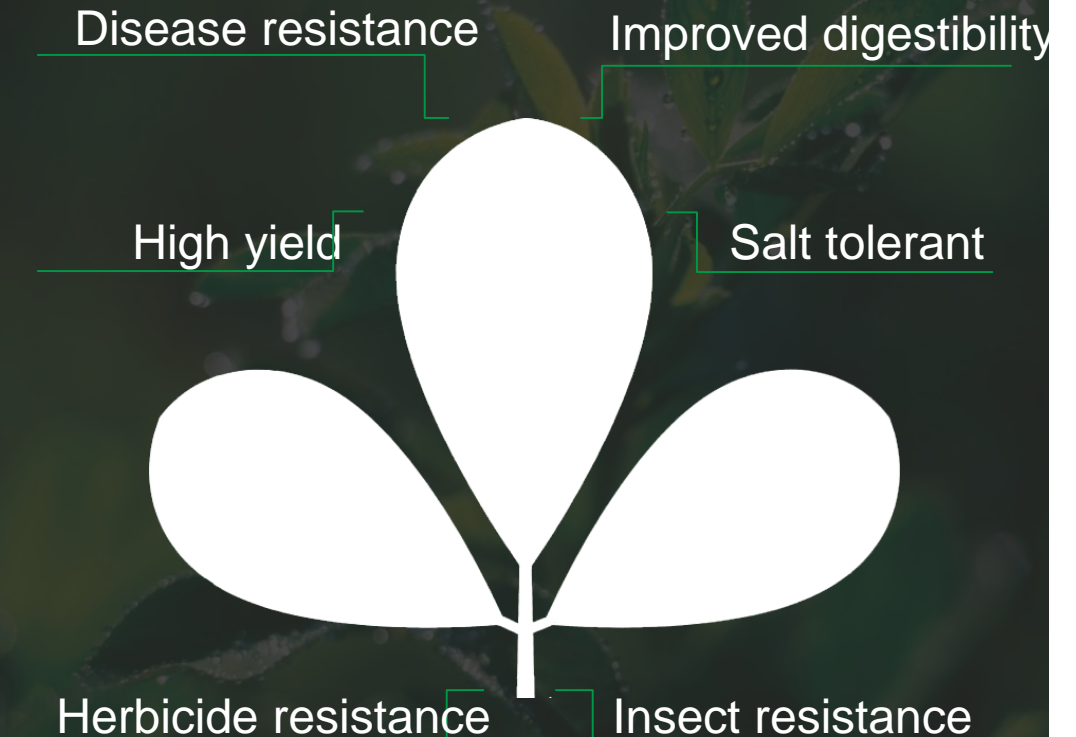 Disease resistance
Improved digestibility
High yield
Salt tolerant
Herbicide resistance
Insect resistance